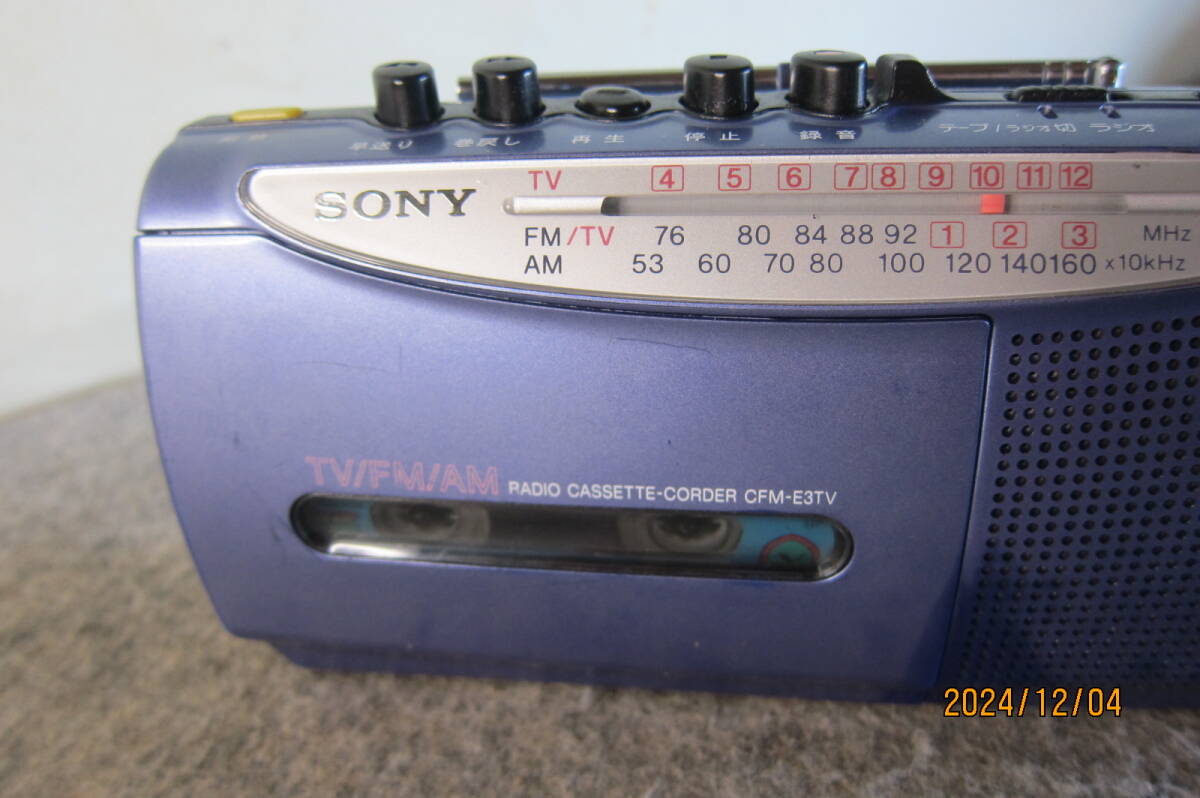 早送り 巻戻し 再生 停止 録音 テープ/ラジオ切 ラジオ
SONY
TV 4 5 6 7 8 9 10 11 12
FM/TV 76 80 84 88 92 1 2 3 MHz
AM 53 60 70 80 100 120 140 160 x10kHz
TV/FM/AM RADIO CASSETTE-CORDER CFM-E3TV
2024/12/04